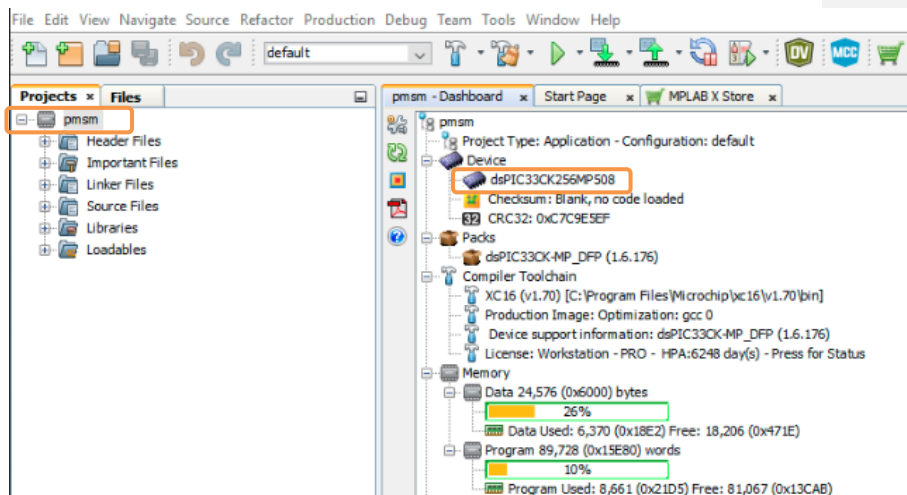 File Edit View Navigate Source Refactor Production Debug Team Tools Window Help
default
DV
MCC
Projects × Files
pmsm - Dashboard × Start Page × MPLAB X Store ×
pmsm
Header Files
Important Files
Linker Files
Source Files
Libraries
Loadables
pmsm
Project Type: Application - Configuration: default
Device
dsPIC33CK256MP508
Checksum: Blank, no code loaded
32 CRC32: 0xC7C9E5EF
Packs
dsPIC33CK-MP_DFP (1.6.176)
Compiler Toolchain
XC16 (v1.70) [C:\Program Files\Microchip\xc16\v1.70\bin]
Production Image: Optimization: gcc 0
Device support information: dsPIC33CK-MP_DFP (1.6.176)
License: Workstation - PRO - HPA:6248 day(s) - Press for Status
Memory
Data 24,576 (0x6000) bytes
26%
Data Used: 6,370 (0x18E2) Free: 18,206 (0x471E)
Program 89,728 (0x15E80) words
10%
Program Used: 8,661 (0x21D5) Free: 81,067 (0x13CAB)